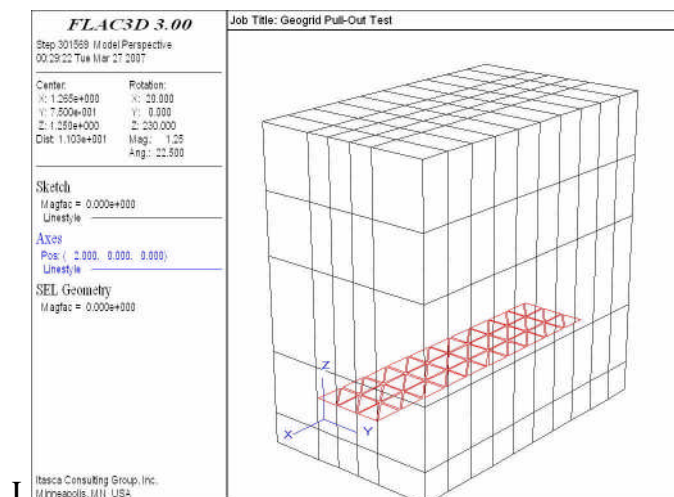 FLAC3D 3.00
Step 301569 Model Perspective
00:29:22 Tue Mar 27 2007
Center: Rotation:
X: 1.265e+000 X: 20.000
Y: 7.500e-001 Y: 0.000
Z: 1.250e+000 Z: 230.000
Dist: 1.103e+001 Mag.: 1.25
Ang.: 22.500
Sketch
Magfac = 0.000e+000
Linestyle
Axes
Pos: ( 2.000, 0.000, 0.000)
Linestyle
SEL Geometry
Magfac = 0.000e+000
Itasca Consulting Group, Inc.
Minneapolis, MN USA
Job Title: Geogrid Pull-Out Test
Z
X
Y